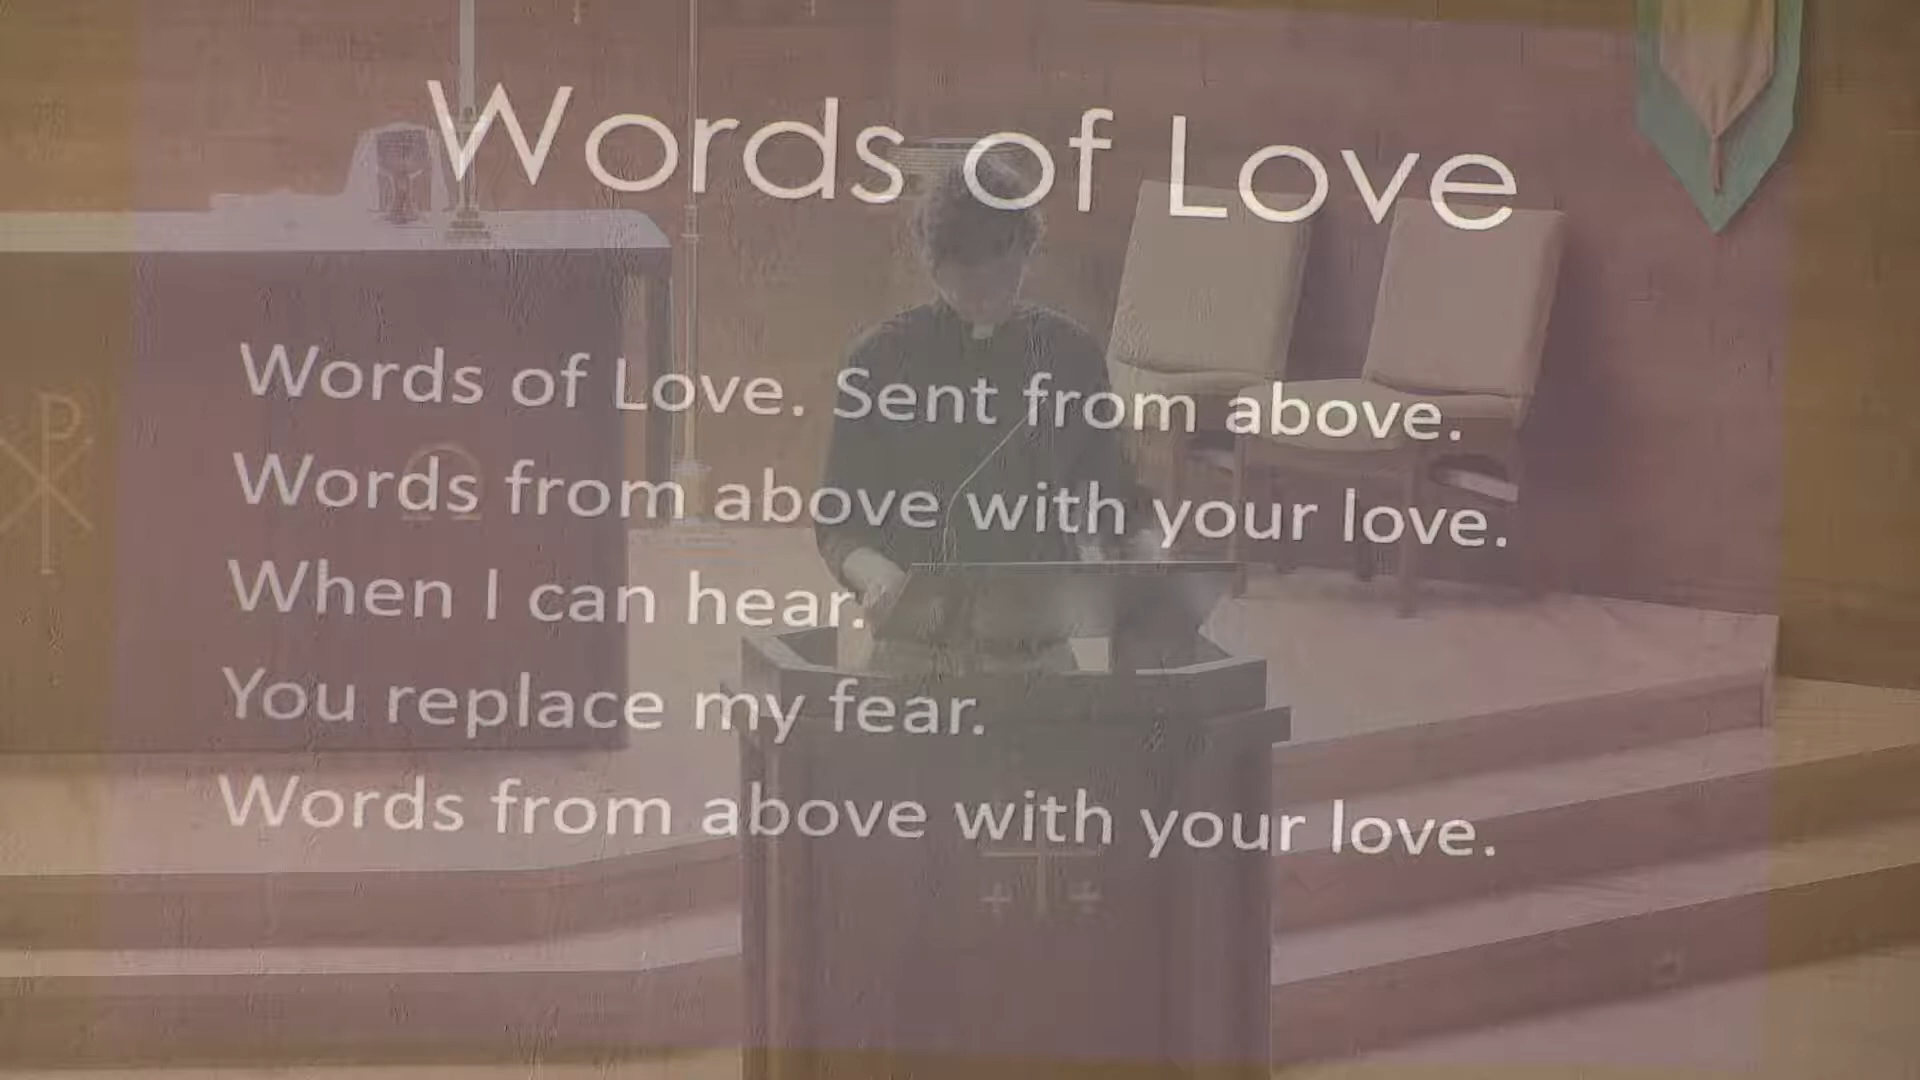 Words of Love
Words of Love. Sent from above.
Words from above with your love.
When I can hear.
You replace my fear.
Words from above with your love.